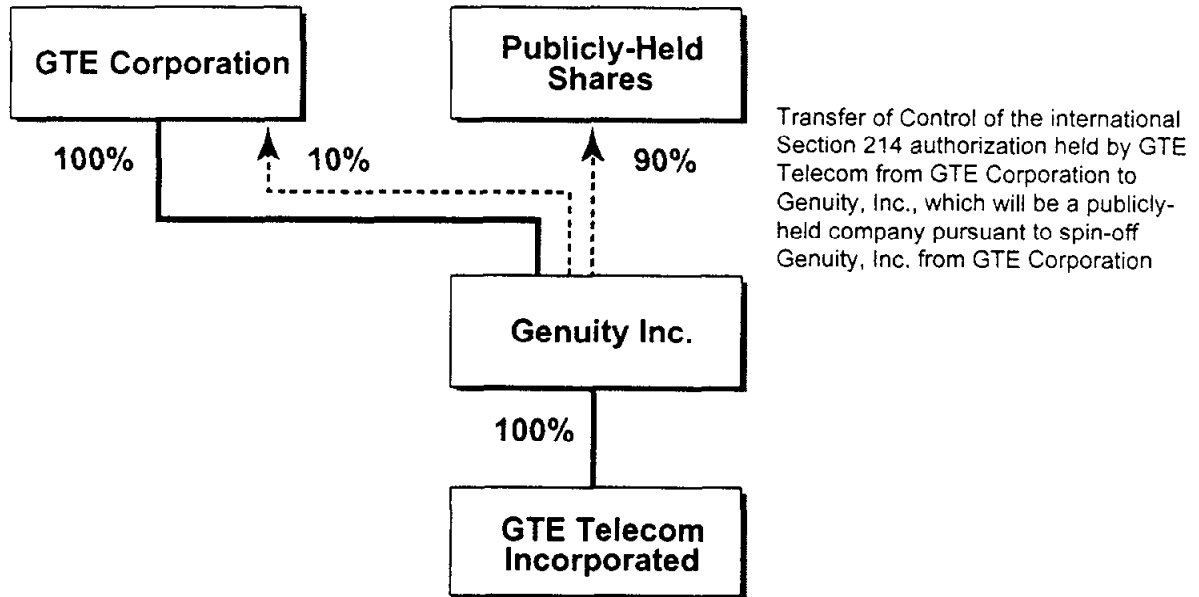 GTE Corporation
Publicly-Held
Shares
100%
10%
90%
Transfer of Control of the international
Section 214 authorization held by GTE
Telecom from GTE Corporation to
Genuity, Inc., which will be a publicly-
held company pursuant to spin-off
Genuity, Inc. from GTE Corporation
Genuity Inc.
100%
GTE Telecom
Incorporated